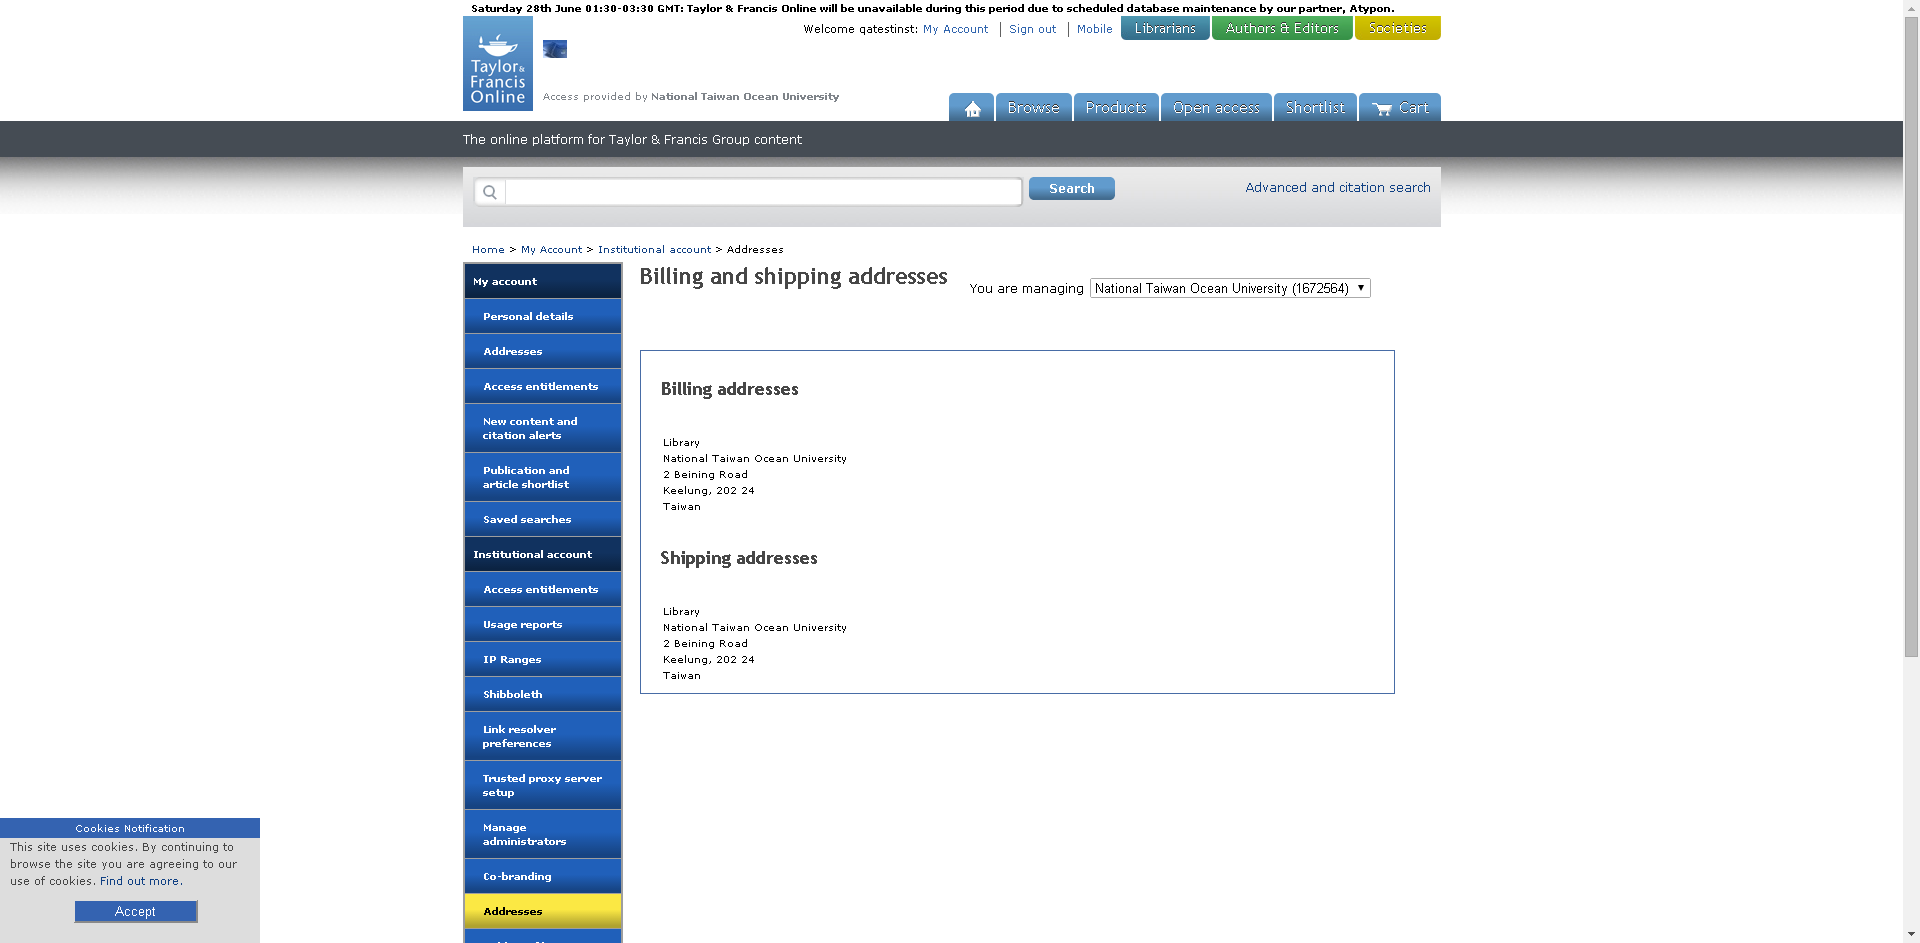 Saturday 28th June 01:30-03:30 GMT: Taylor & Francis Online will be unavailable during this period due to scheduled database maintenance by our partner, Atypon.
Welcome qatestinst: My Account | Sign out | Mobile Librarians Authors & Editors Societies
Taylor &
Francis
Online
Access provided by National Taiwan Ocean University
Browse Products Open access Shortlist Cart
The online platform for Taylor & Francis Group content
Search Advanced and citation search
Home > My Account > Institutional account > Addresses
My account
Personal details
Addresses
Access entitlements
New content and
citation alerts
Publication and
article shortlist
Saved searches
Institutional account
Access entitlements
Usage reports
IP Ranges
Shibboleth
Link resolver
preferences
Trusted proxy server
setup
Manage
administrators
Co-branding
Addresses
Billing and shipping addresses
You are managing National Taiwan Ocean University (1672564)
Billing addresses
Library
National Taiwan Ocean University
2 Beining Road
Keelung, 202 24
Taiwan
Shipping addresses
Library
National Taiwan Ocean University
2 Beining Road
Keelung, 202 24
Taiwan
Cookies Notification
This site uses cookies. By continuing to
browse the site you are agreeing to our
use of cookies. Find out more.
Accept